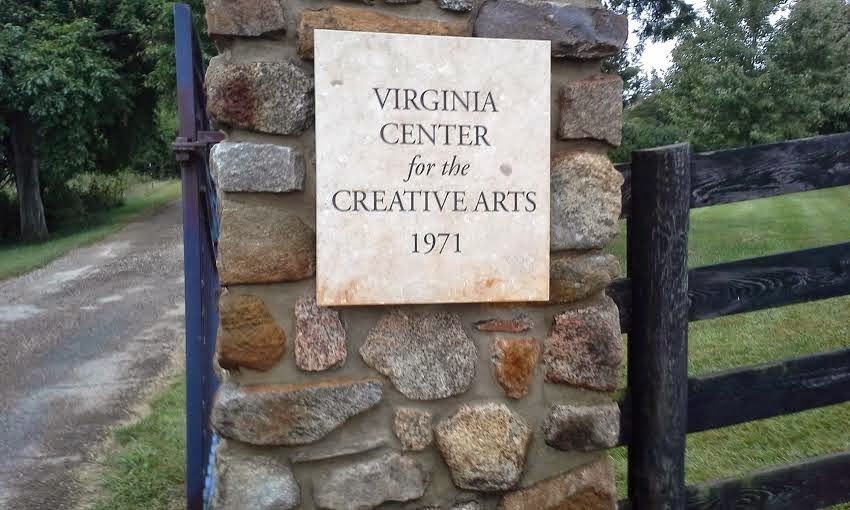 VIRGINIA
CENTER
for the
CREATIVE ARTS
1971